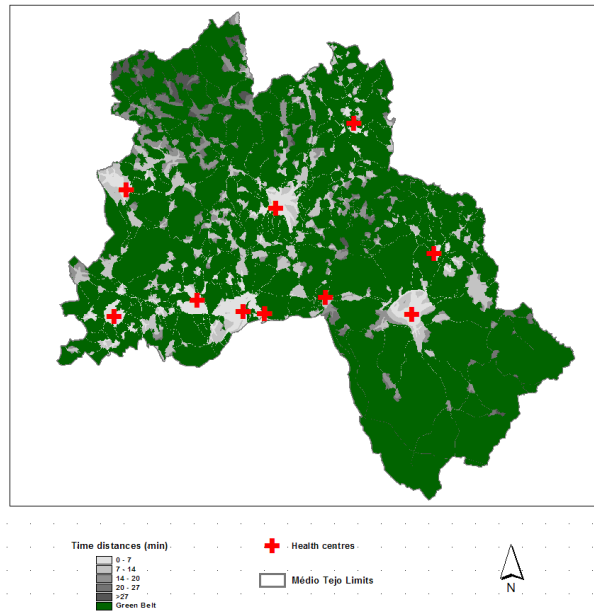 Time distances (min)
0 - 7
7 - 14
14 - 20
20 - 27
>27
Green Belt
Health centres
Médio Tejo Limits
N